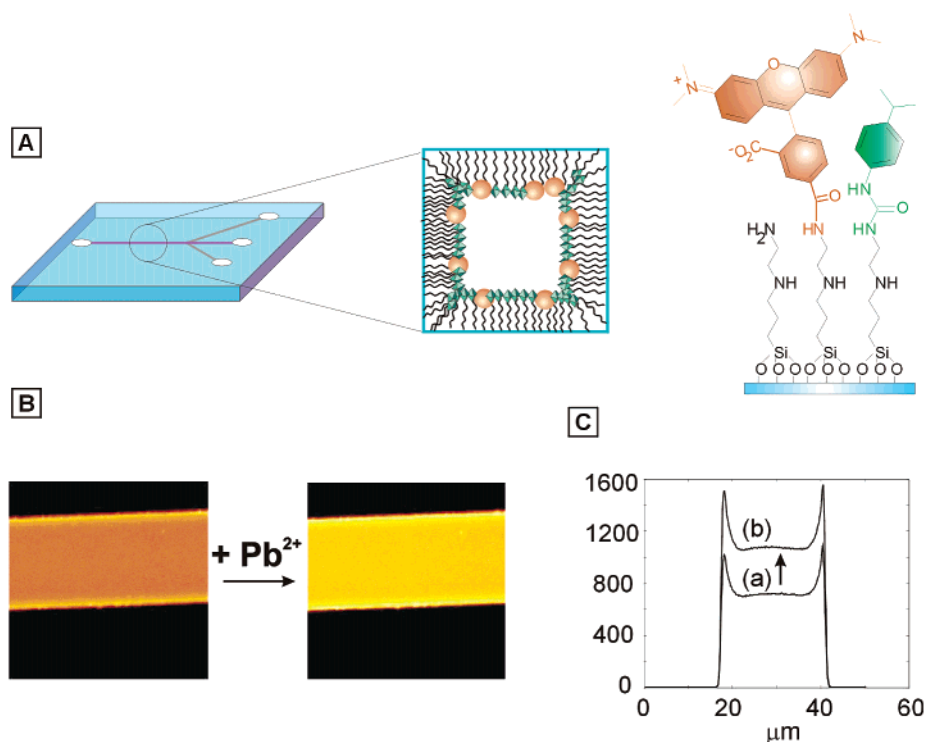 A
N
+
N
O
-O2C
O
HN
HN
O
HN
H2N
NH
NH
NH
Si
Si
Si
O O O O O O O O O
B
+ Pb2+
C
1600
1200
800
400
0
(b)
(a)
0 20 40 60
μm